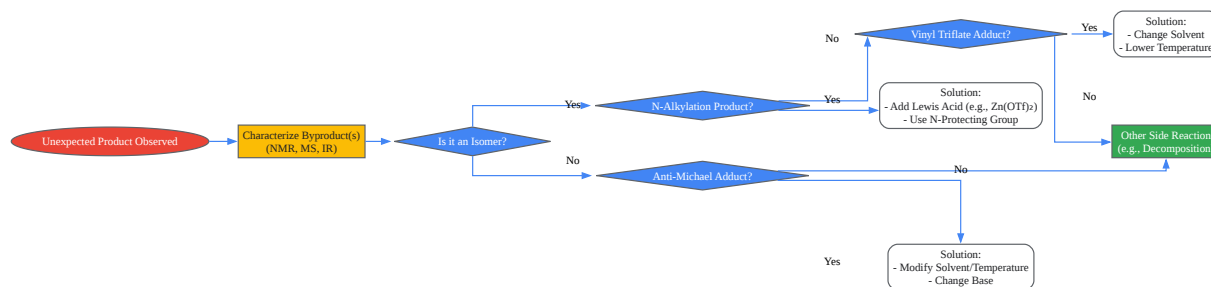 Unexpected Product Observed
Characterize Byproduct(s)
(NMR, MS, IR)
Is it an Isomer?
Yes
No
N-Alkylation Product?
Yes
No
Vinyl Triflate Adduct?
Yes
No
Solution:
- Change Solvent
- Lower Temperature
Solution:
- Add Lewis Acid (e.g., Zn(OTf)₂)
- Use N-Protecting Group
Anti-Michael Adduct?
No
Yes
Other Side Reaction
(e.g., Decomposition
Solution:
- Modify Solvent/Temperature
- Change Base